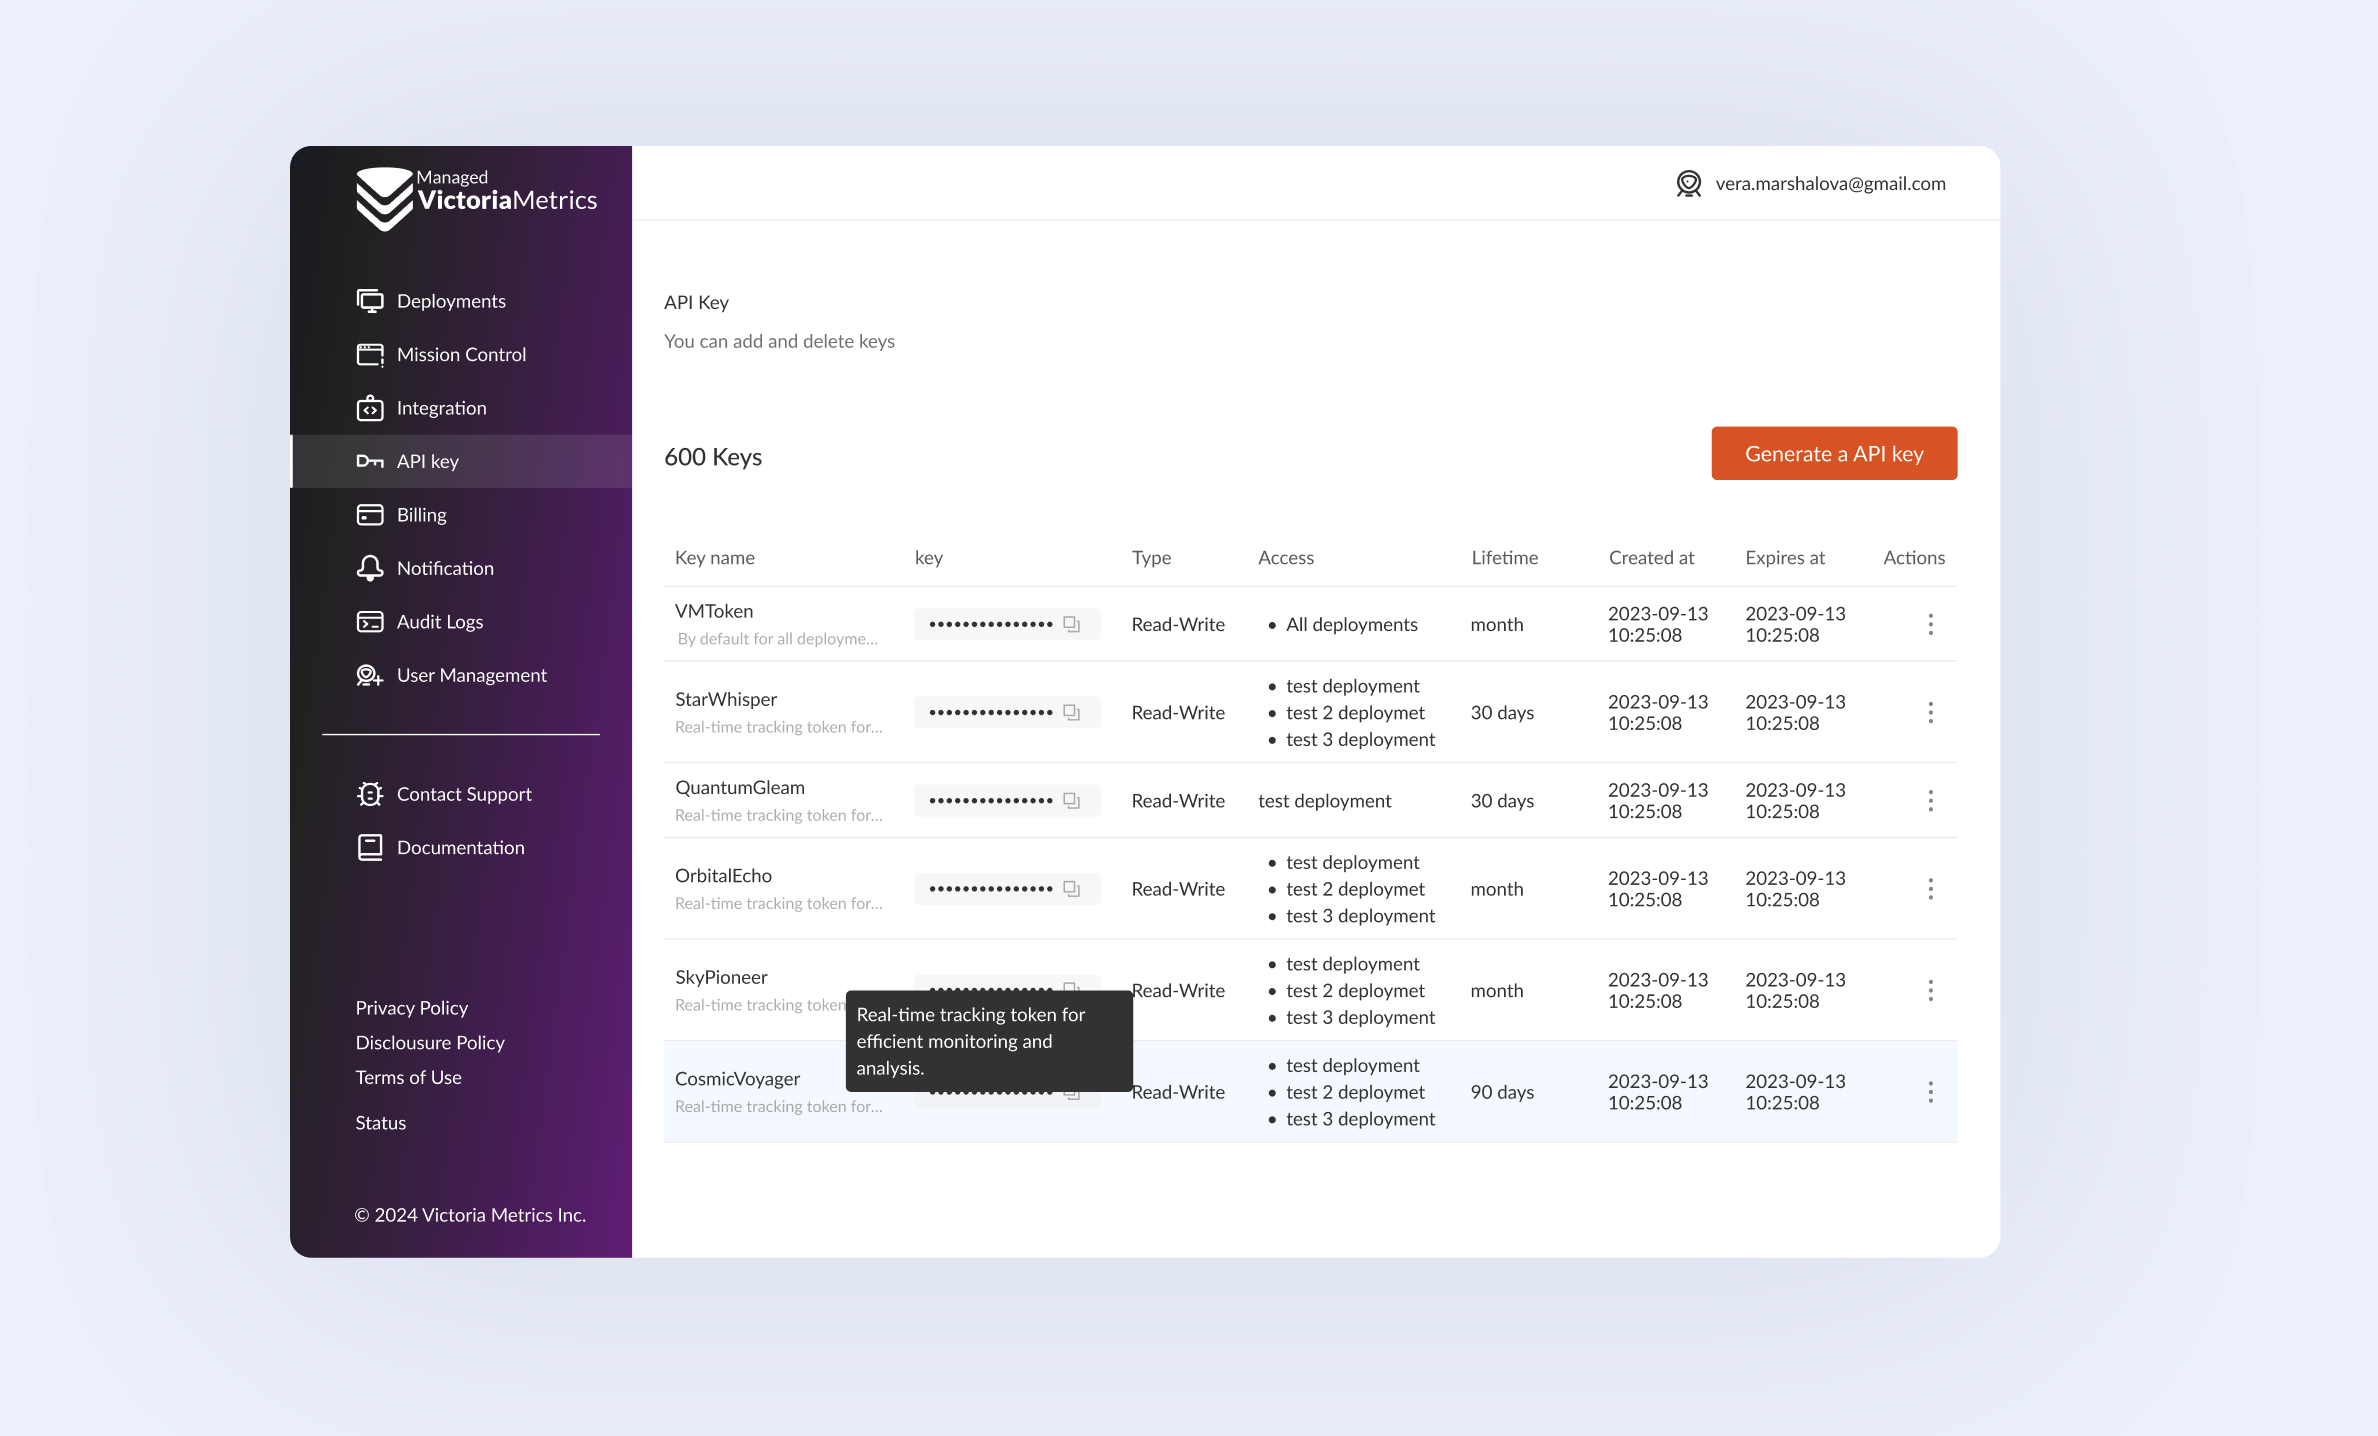 Managed
VictoriaMetrics
vera.marshalova@gmail.com
Deployments
Mission Control
Integration
API key
Billing
Notification
Audit Logs
User Management
Contact Support
Documentation
Privacy Policy
Disclousure Policy
Terms of Use
Status
© 2024 Victoria Metrics Inc.
API Key
You can add and delete keys
600 Keys
Generate a API key
Key name key Type Access Lifetime Created at Expires at Actions
VMToken
By default for all deployme...
Read-Write
• All deployments
month
2023-09-13
10:25:08
2023-09-13
10:25:08
StarWhisper
Real-time tracking token for...
Read-Write
• test deployment
• test 2 deploymet
• test 3 deployment
30 days
2023-09-13
10:25:08
2023-09-13
10:25:08
QuantumGleam
Real-time tracking token for...
Read-Write
test deployment
30 days
2023-09-13
10:25:08
2023-09-13
10:25:08
OrbitalEcho
Real-time tracking token for...
Read-Write
• test deployment
• test 2 deploymet
• test 3 deployment
month
2023-09-13
10:25:08
2023-09-13
10:25:08
SkyPioneer
Real-time tracking token
Read-Write
• test deployment
• test 2 deploymet
• test 3 deployment
month
2023-09-13
10:25:08
2023-09-13
10:25:08
Real-time tracking token for
efficient monitoring and
analysis.
CosmicVoyager
Real-time tracking token for...
Read-Write
• test deployment
• test 2 deploymet
• test 3 deployment
90 days
2023-09-13
10:25:08
2023-09-13
10:25:08